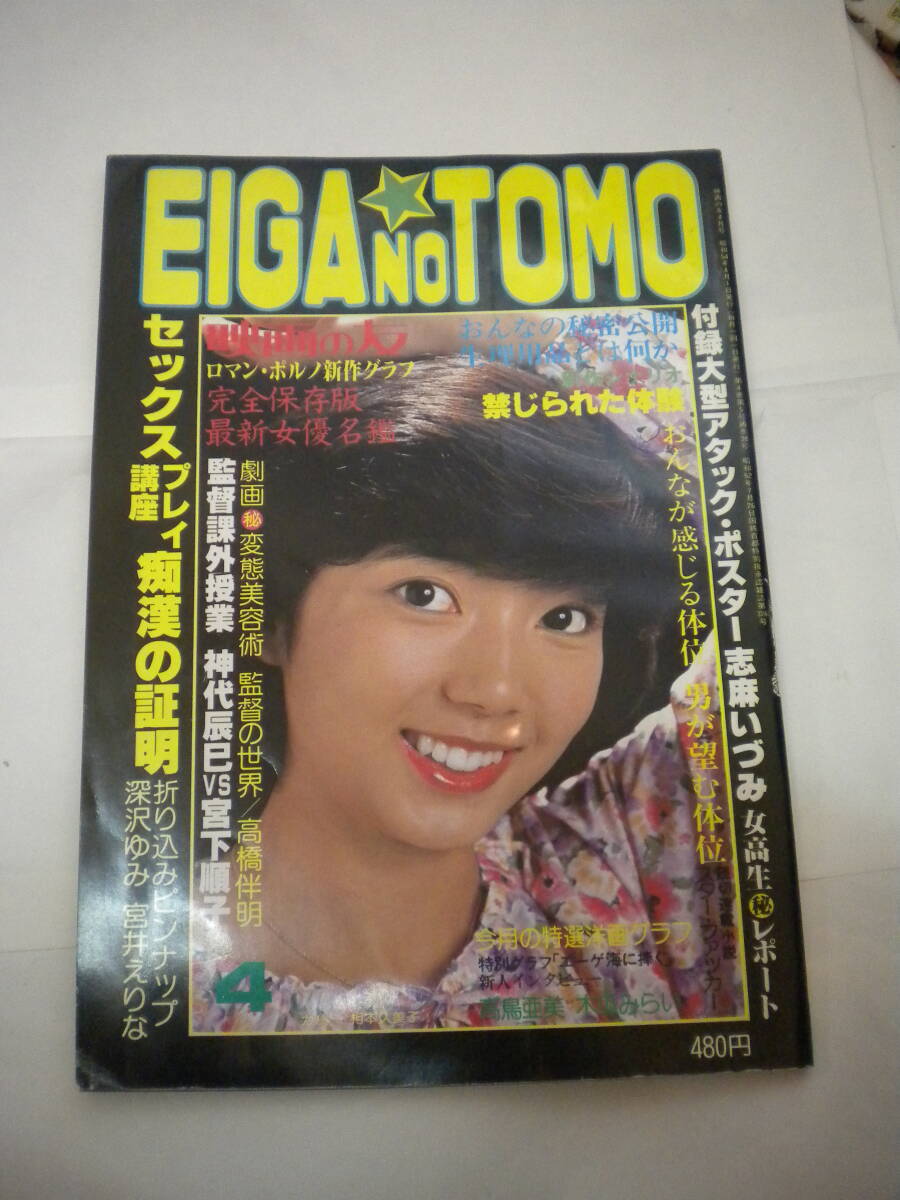 EIGA NO TOMO
映画の友
ロマン・ポルノ新作グラフ
完全保存版
最新女優名鑑
おんなの秘密公開
生理用品とは何か
禁じられた体験
おんなが感じる体位 男が望む体位
付録大型アタック・ポスター志麻いづみ 女高生㊙レポート
劇画㊙変態美容術 監督の世界/高橋伴明
監督課外授業 神代辰巳VS宮下順子
セックスプレイ講座 痴漢の証明
折り込みピンナップ
深沢ゆみ 宮井えりな
今月の特選洋画グラフ
特別グラフ「エーゲ海に捧ぐ」
新人インタビュー
高鳥亜美
4
480円